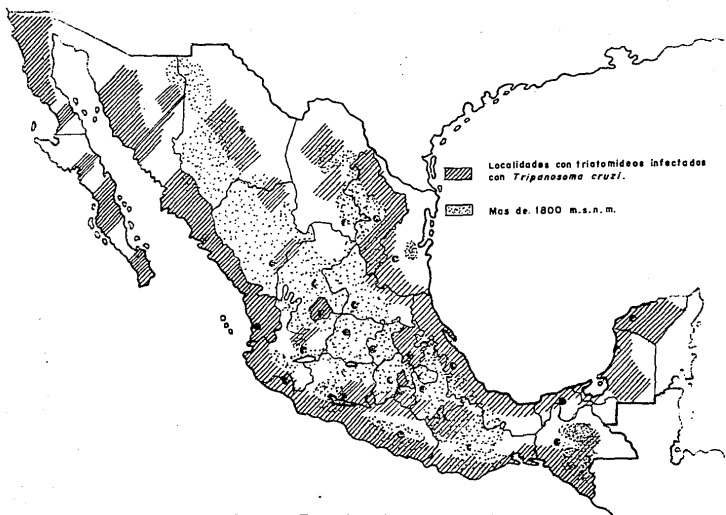 Localidades con triatomideos infectados
con Tripanosoma cruzi.
Mas de 1800 m.s.n.m.